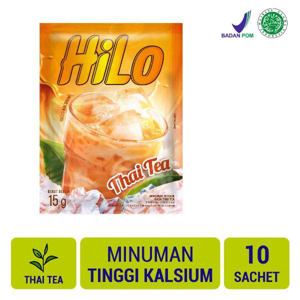 BADAN POM
HiLo
Thai Tea
15 g
THAI TEA
MINUMAN
TINGGI KALSIUM
10
SACHET